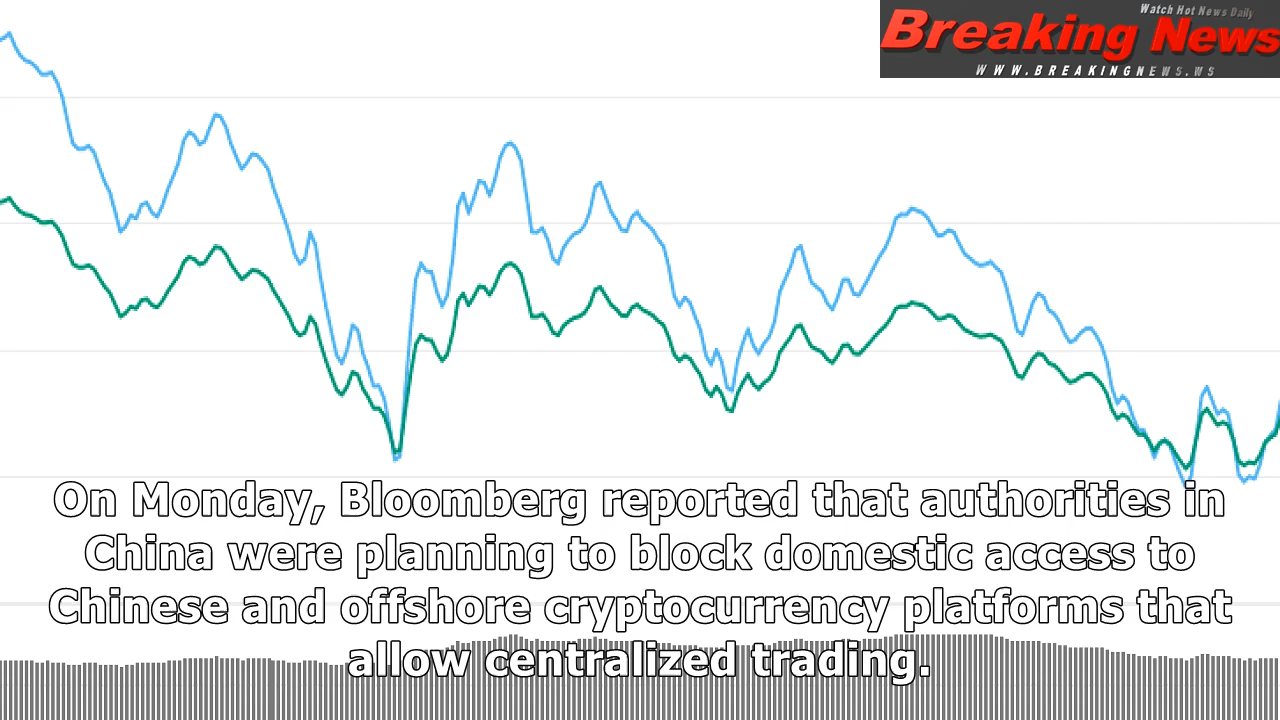 Watch Hot News Daily
Breaking News
WWW.BREAKINGNEWS.WS
On Monday, Bloomberg reported that authorities in
China were planning to block domestic access to
Chinese and offshore cryptocurrency platforms that
allow centralized trading.